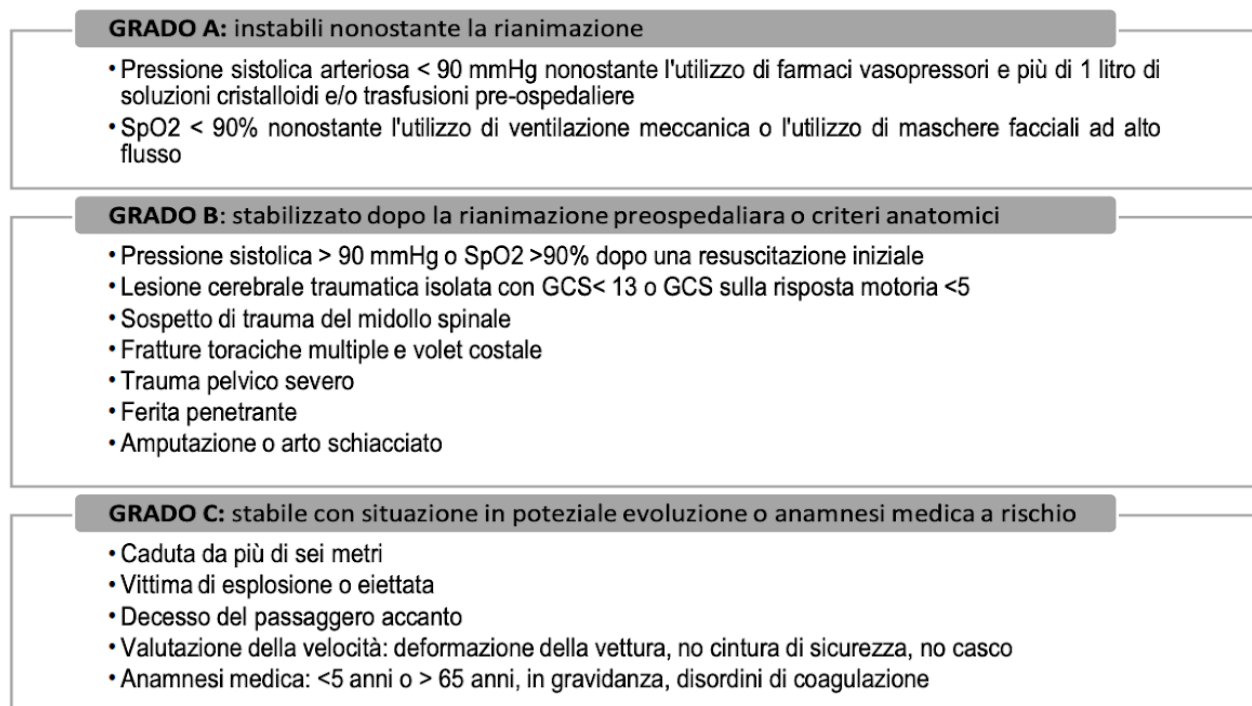 GRADO A: instabili nonostante la rianimazione
• Pressione sistolica arteriosa < 90 mmHg nonostante l'utilizzo di farmaci vasopressori e più di 1 litro di
soluzioni cristalloidi e/o trasfusioni pre-ospedaliere
• SpO2 < 90% nonostante l'utilizzo di ventilazione meccanica o l'utilizzo di maschere facciali ad alto
flusso
GRADO B: stabilizzato dopo la rianimazione preospedaliara o criteri anatomici
• Pressione sistolica > 90 mmHg o SpO2 >90% dopo una resuscitazione iniziale
• Lesione cerebrale traumatica isolata con GCS< 13 o GCS sulla risposta motoria <5
• Sospetto di trauma del midollo spinale
• Fratture toraciche multiple e volet costale
• Trauma pelvico severo
• Ferita penetrante
• Amputazione o arto schiacciato
GRADO C: stabile con situazione in poteziale evoluzione o anamnesi medica a rischio
• Caduta da più di sei metri
• Vittima di esplosione o eiettata
• Decesso del passaggero accanto
• Valutazione della velocità: deformazione della vettura, no cintura di sicurezza, no casco
• Anamnesi medica: <5 anni o > 65 anni, in gravidanza, disordini di coagulazione